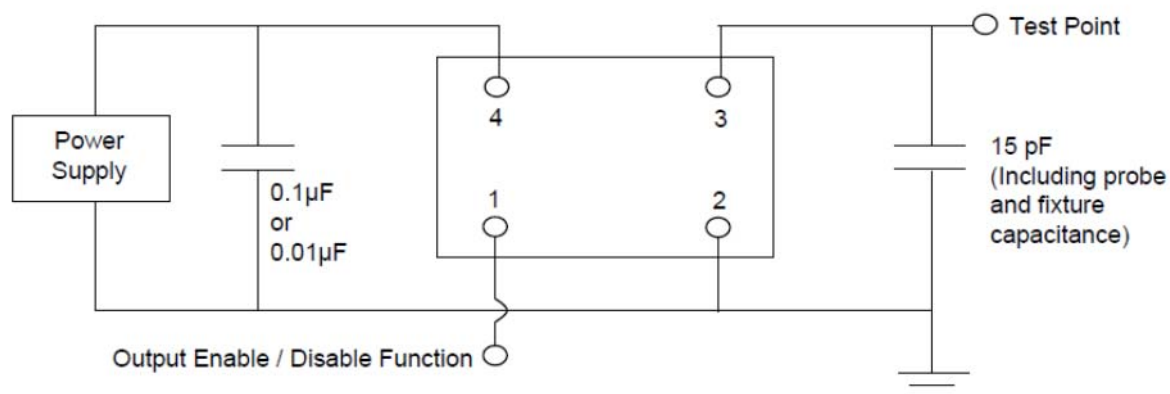 Test Point
Power
Supply
0.1µF
or
0.01µF
4
3
1
2
15 pF
(Including probe
and fixture
capacitance)
Output Enable / Disable Function